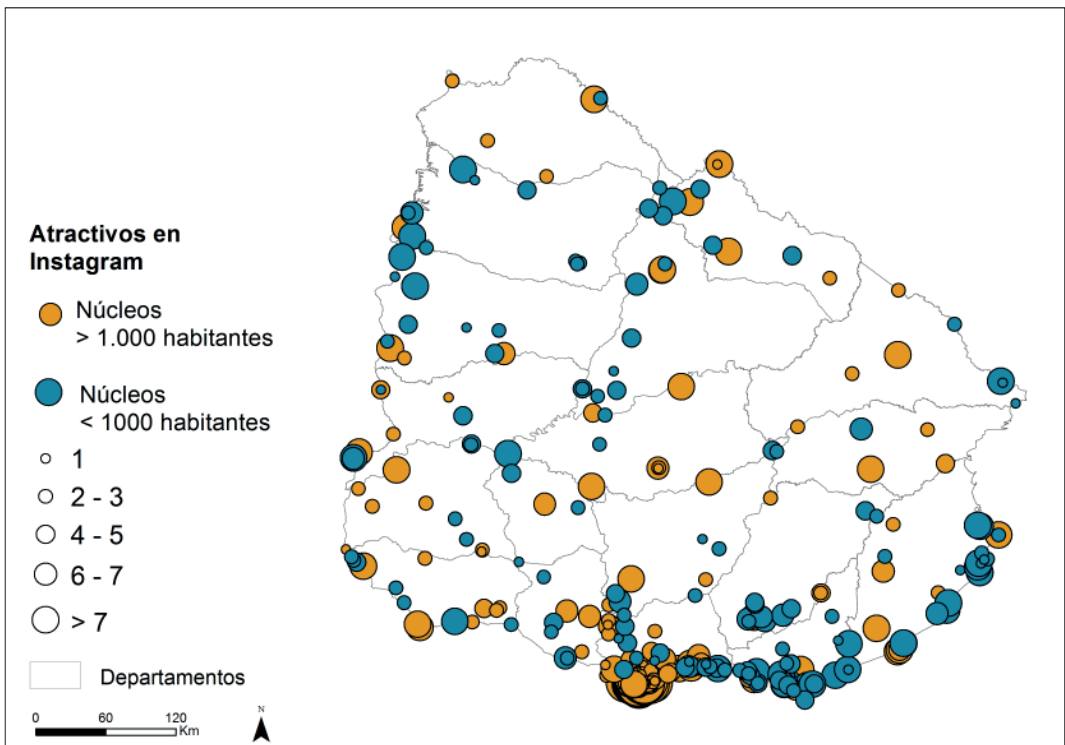 Atractivos en
Instagram
Núcleos
> 1.000 habitantes
Núcleos
< 1000 habitantes
1
2 - 3
4 - 5
6 - 7
> 7
Departamentos
0 60 120
Km
N